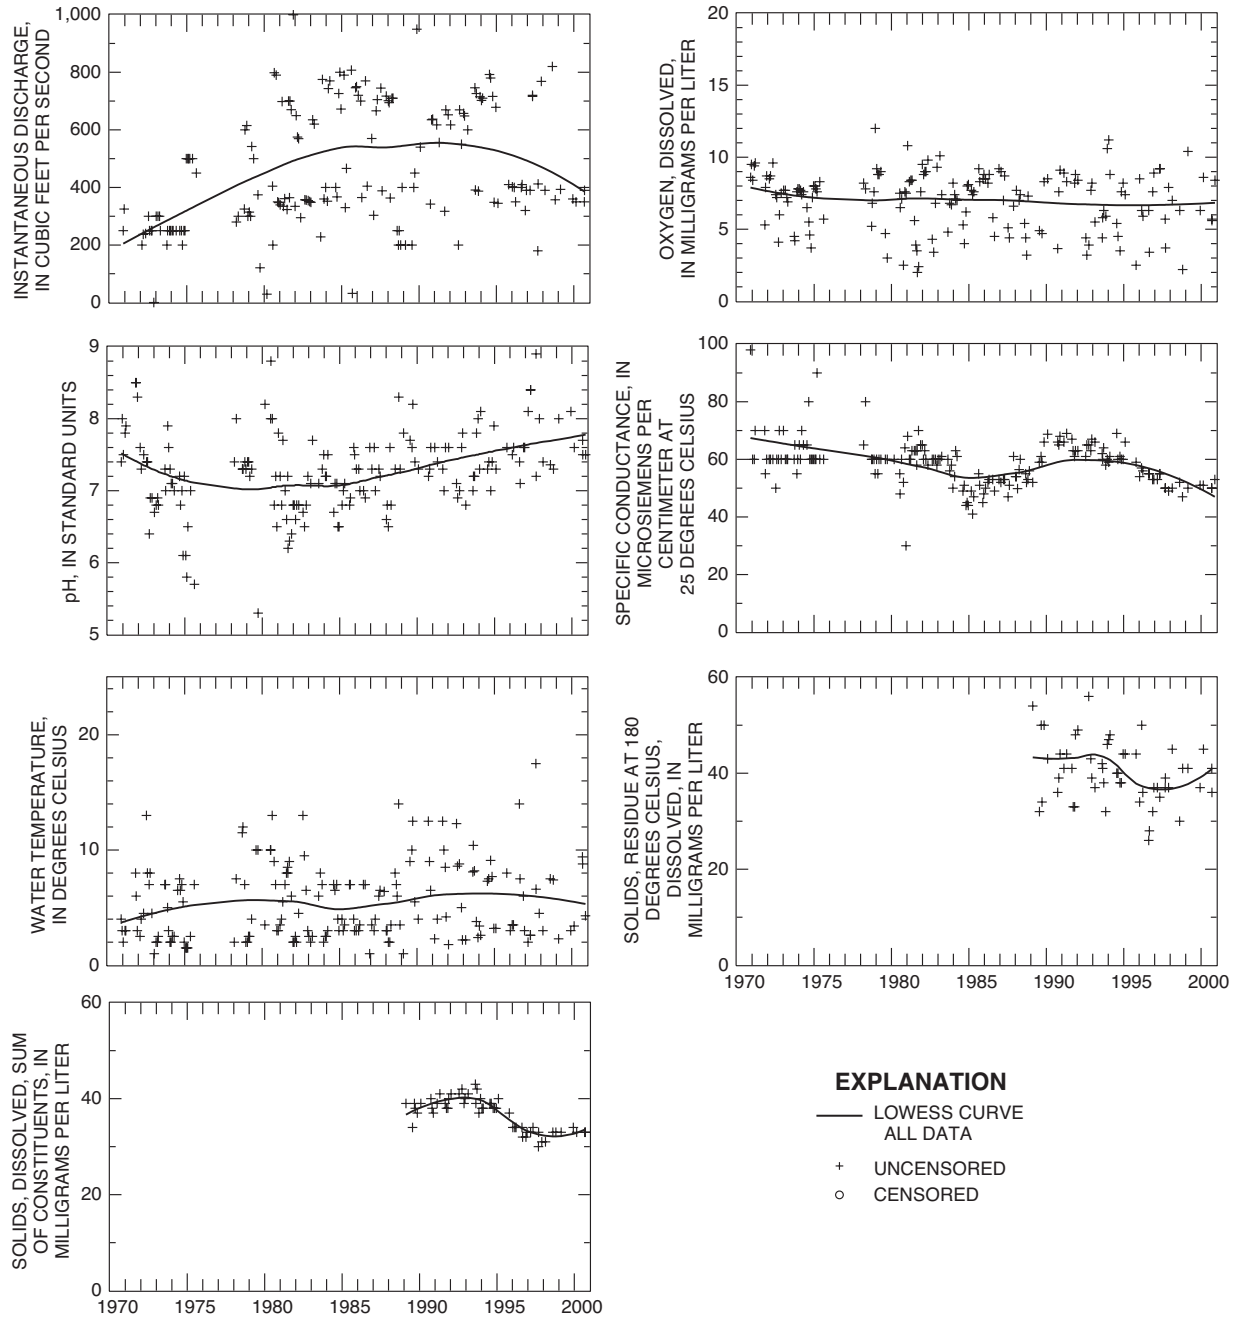 INSTANTANEOUS DISCHARGE,
IN CUBIC FEET PER SECOND
1,000
800
600
400
200
0
OXYGEN, DISSOLVED,
IN MILLIGRAMS PER LITER
20
15
10
5
0
pH, IN STANDARD UNITS
9
8
7
6
5
SPECIFIC CONDUCTANCE, IN
MICROSIEMENS PER
CENTIMETER AT
25 DEGREES CELSIUS
100
80
60
40
20
0
WATER TEMPERATURE,
IN DEGREES CELSIUS
20
10
0
SOLIDS, RESIDUE AT 180
DEGREES CELSIUS,
DISSOLVED, IN
MILLIGRAMS PER LITER
60
40
20
0
1970 1975 1980 1985 1990 1995 2000
SOLIDS, DISSOLVED, SUM
OF CONSTITUENTS, IN
MILLIGRAMS PER LITER
60
40
20
0
1970 1975 1980 1985 1990 1995 2000
EXPLANATION
LOWESS CURVE
ALL DATA
UNCENSORED
CENSORED